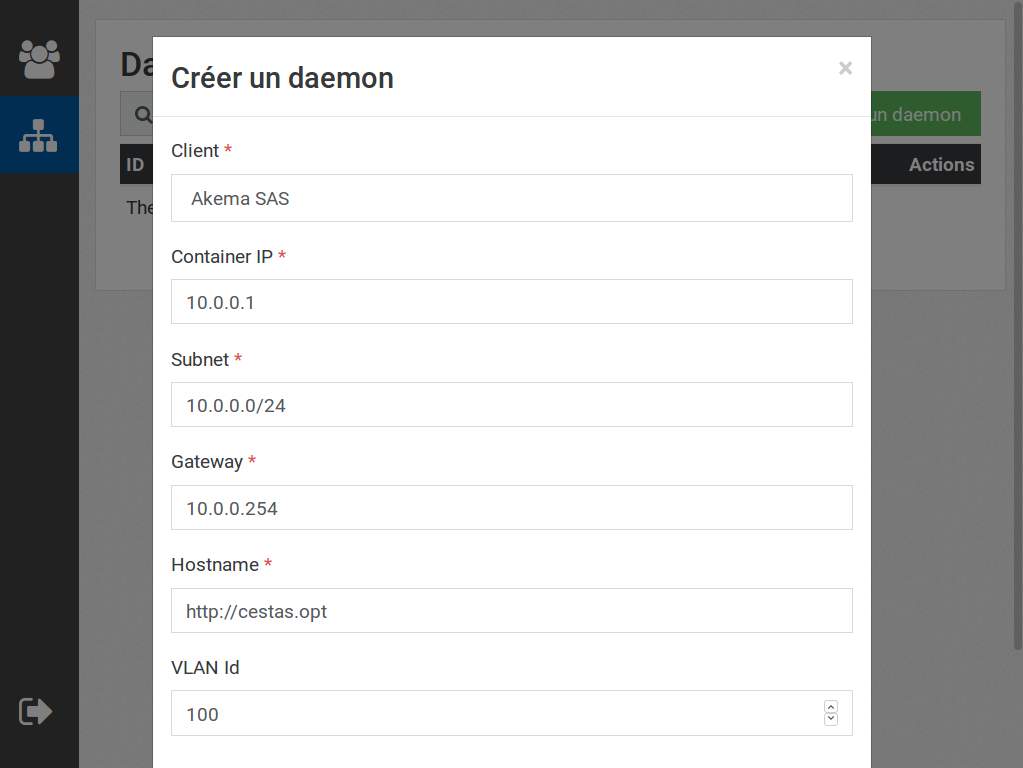 Da
Créer un daemon
×
un daemon
ID
Actions
The
Client *
Akema SAS
Container IP *
10.0.0.1
Subnet *
10.0.0.0/24
Gateway *
10.0.0.254
Hostname *
http://cestas.opt
VLAN Id
100